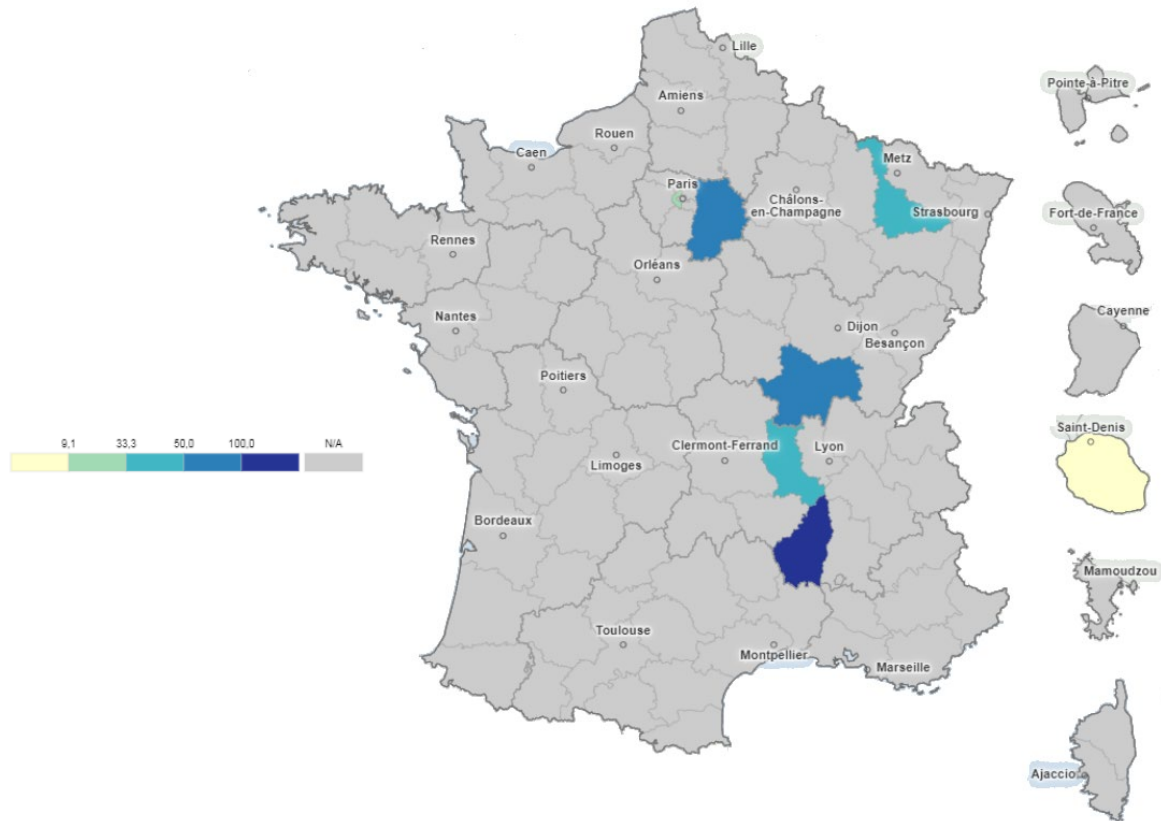 Lille
Amiens
Rouen
Caen
Paris
Metz
Châlons-
en-Champagne
Strasbourg
Rennes
Orléans
Nantes
Dijon
Besançon
Poitiers
Clermont-Ferrand
Lyon
Limoges
Bordeaux
Toulouse
Montpellier
Marseille
9,1 33,3 50,0 100,0 N/A
Pointe-à-Pitre
Fort-de-France
Cayenne
Saint-Denis
Mamoudzou
Ajaccio